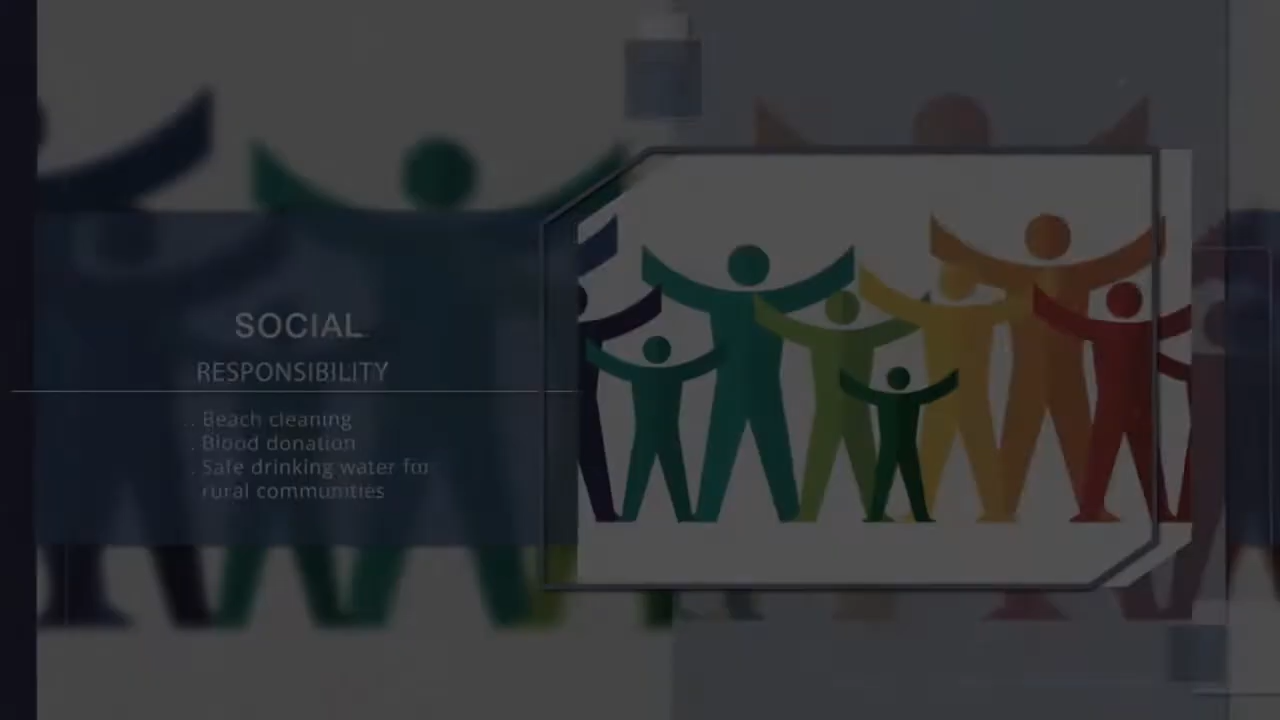 SOCIAL
RESPONSIBILITY
. Beach cleaning
. Blood donation
. Safe drinking water for
rural communities